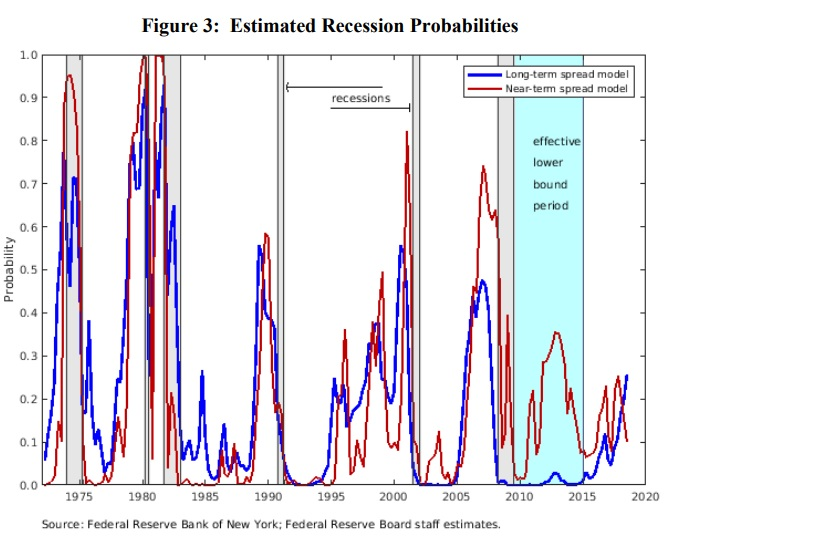 Figure 3: Estimated Recession Probabilities
1.0
0.9
0.8
0.7
0.6
0.5
0.4
0.3
0.2
0.1
0.0
Probability
Long-term spread model
Near-term spread model
recessions
effective
lower
bound
period
1975 1980 1985 1990 1995 2000 2005 2010 2015 2020
Source: Federal Reserve Bank of New York; Federal Reserve Board staff estimates.